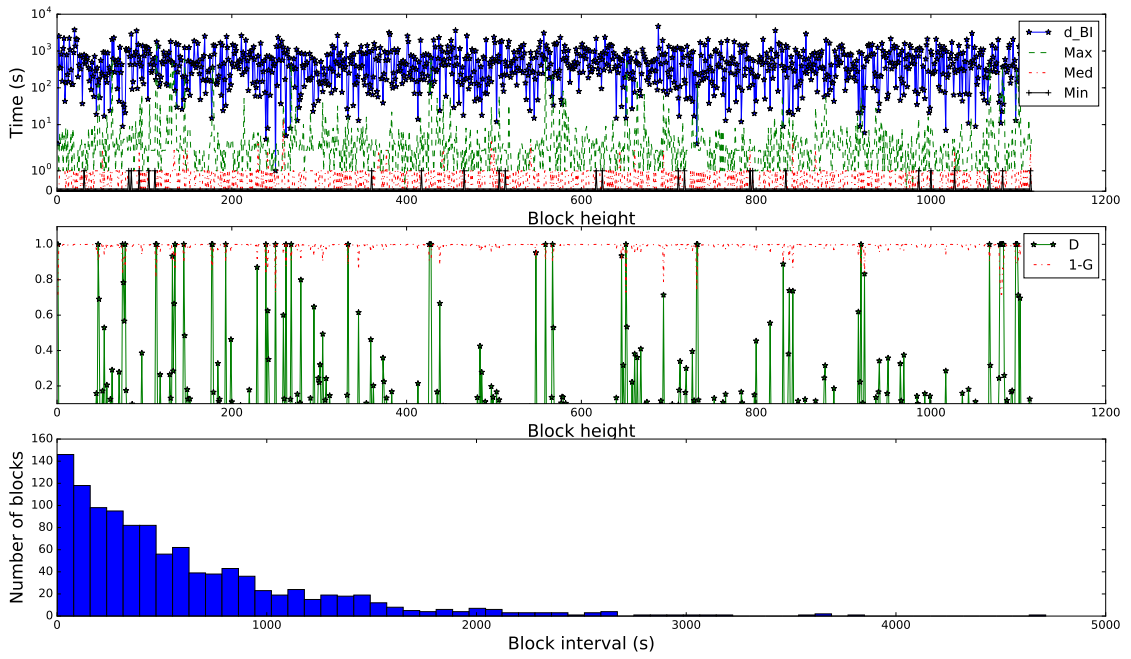 10^4
10^3
10^2
10^1
10^0
0
Time (s)
d_Bl
Max
Med
Min
0 200 400 600 800 1000 1200
Block height
1.0
0.8
0.6
0.4
0.2
D
1-G
0 200 400 600 800 1000 1200
Block height
160
140
120
100
80
60
40
20
0
Number of blocks
0 1000 2000 3000 4000 5000
Block interval (s)